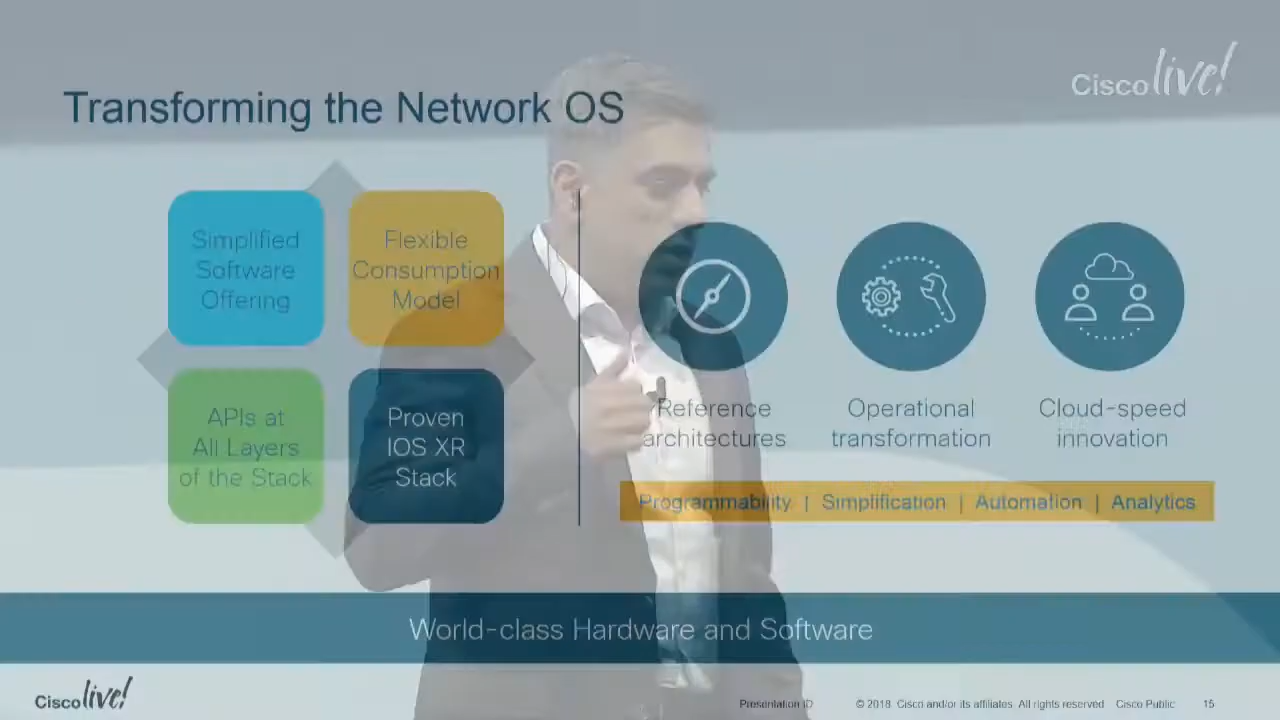 Cisco live!
Transforming the Network OS
Simplified
Software
Offering
Flexible
Consumption
Model
APIs at
All Layers
of the Stack
Proven
IOS XR
Stack
Reference
architectures
Operational
transformation
Cloud-speed
innovation
Programmability | Simplification | Automation | Analytics
World-class Hardware and Software
Cisco live!
Presentation ID © 2018 Cisco and/or its affiliates. All rights reserved. Cisco Public 15